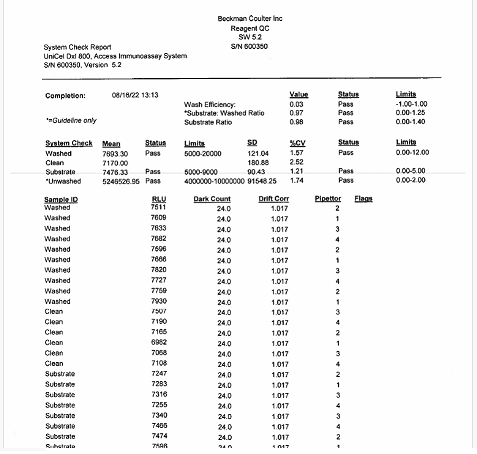 Beckman Coulter Inc
Reagent QC
SW 5.2
System Check Report S/N 600350
UniCel DxI 800, Access Immunoassay System
S/N 600350, Version 5.2
Completion: 08/16/22 13:13 Value Status Limits
Wash Efficiency: 0.03 Pass -1.00-1.00
*Substrate: Washed Ratio 0.97 Pass 0.00-1.25
*=Guideline only Substrate Ratio 0.98 Pass 0.00-1.40
System Check Mean Status Limits SD %CV Status Limits
Washed 7693.30 Pass 5000-20000 121.04 1.57 Pass 0.00-12.00
Clean 7170.00 180.88 2.52
Substrate 7476.33 Pass 5000-9000 90.43 1.21 Pass 0.00-5.00
*Unwashed 5246526.95 Pass 4000000-10000000 91548.25 1.74 Pass 0.00-2.00
Sample ID RLU Dark Count Drift Corr Pipettor Flags
Washed 7511 24.0 1.017 2
Washed 7609 24.0 1.017 1
Washed 7633 24.0 1.017 3
Washed 7682 24.0 1.017 4
Washed 7596 24.0 1.017 2
Washed 7666 24.0 1.017 1
Washed 7820 24.0 1.017 3
Washed 7727 24.0 1.017 4
Washed 7759 24.0 1.017 2
Washed 7930 24.0 1.017 1
Clean 7507 24.0 1.017 3
Clean 7190 24.0 1.017 4
Clean 7165 24.0 1.017 2
Clean 6982 24.0 1.017 1
Clean 7068 24.0 1.017 3
Clean 7108 24.0 1.017 4
Substrate 7247 24.0 1.017 2
Substrate 7283 24.0 1.017 1
Substrate 7316 24.0 1.017 3
Substrate 7255 24.0 1.017 4
Substrate 7340 24.0 1.017 3
Substrate 7466 24.0 1.017 4
Substrate 7474 24.0 1.017 2
Substrate 7598 24.0 1.017 1